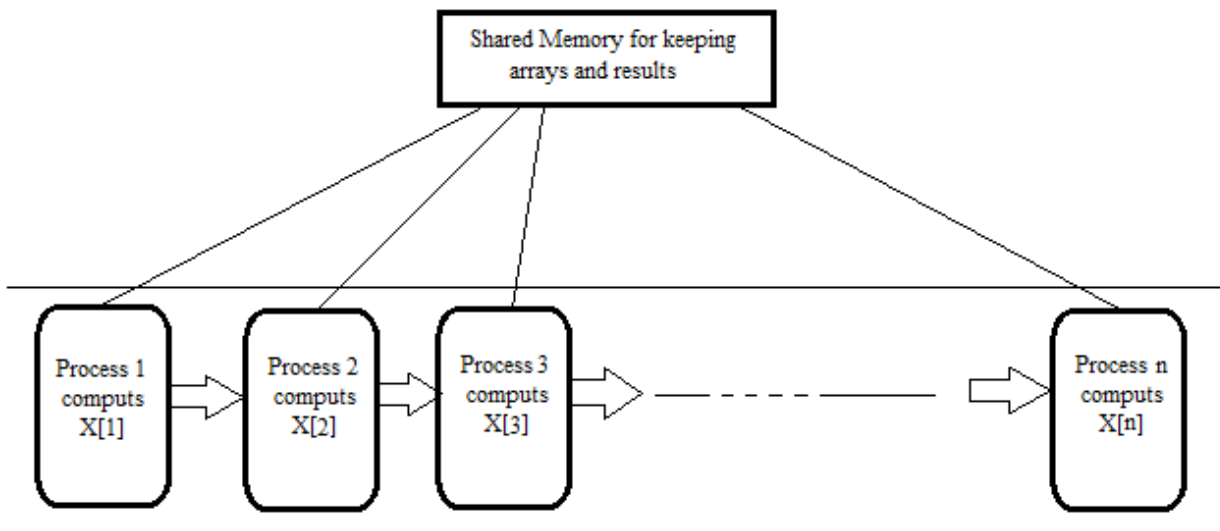 Shared Memory for keeping
arrays and results
Process 1
computs
X[1]
Process 2
computs
X[2]
Process 3
computs
X[3]
Process n
computs
X[n]